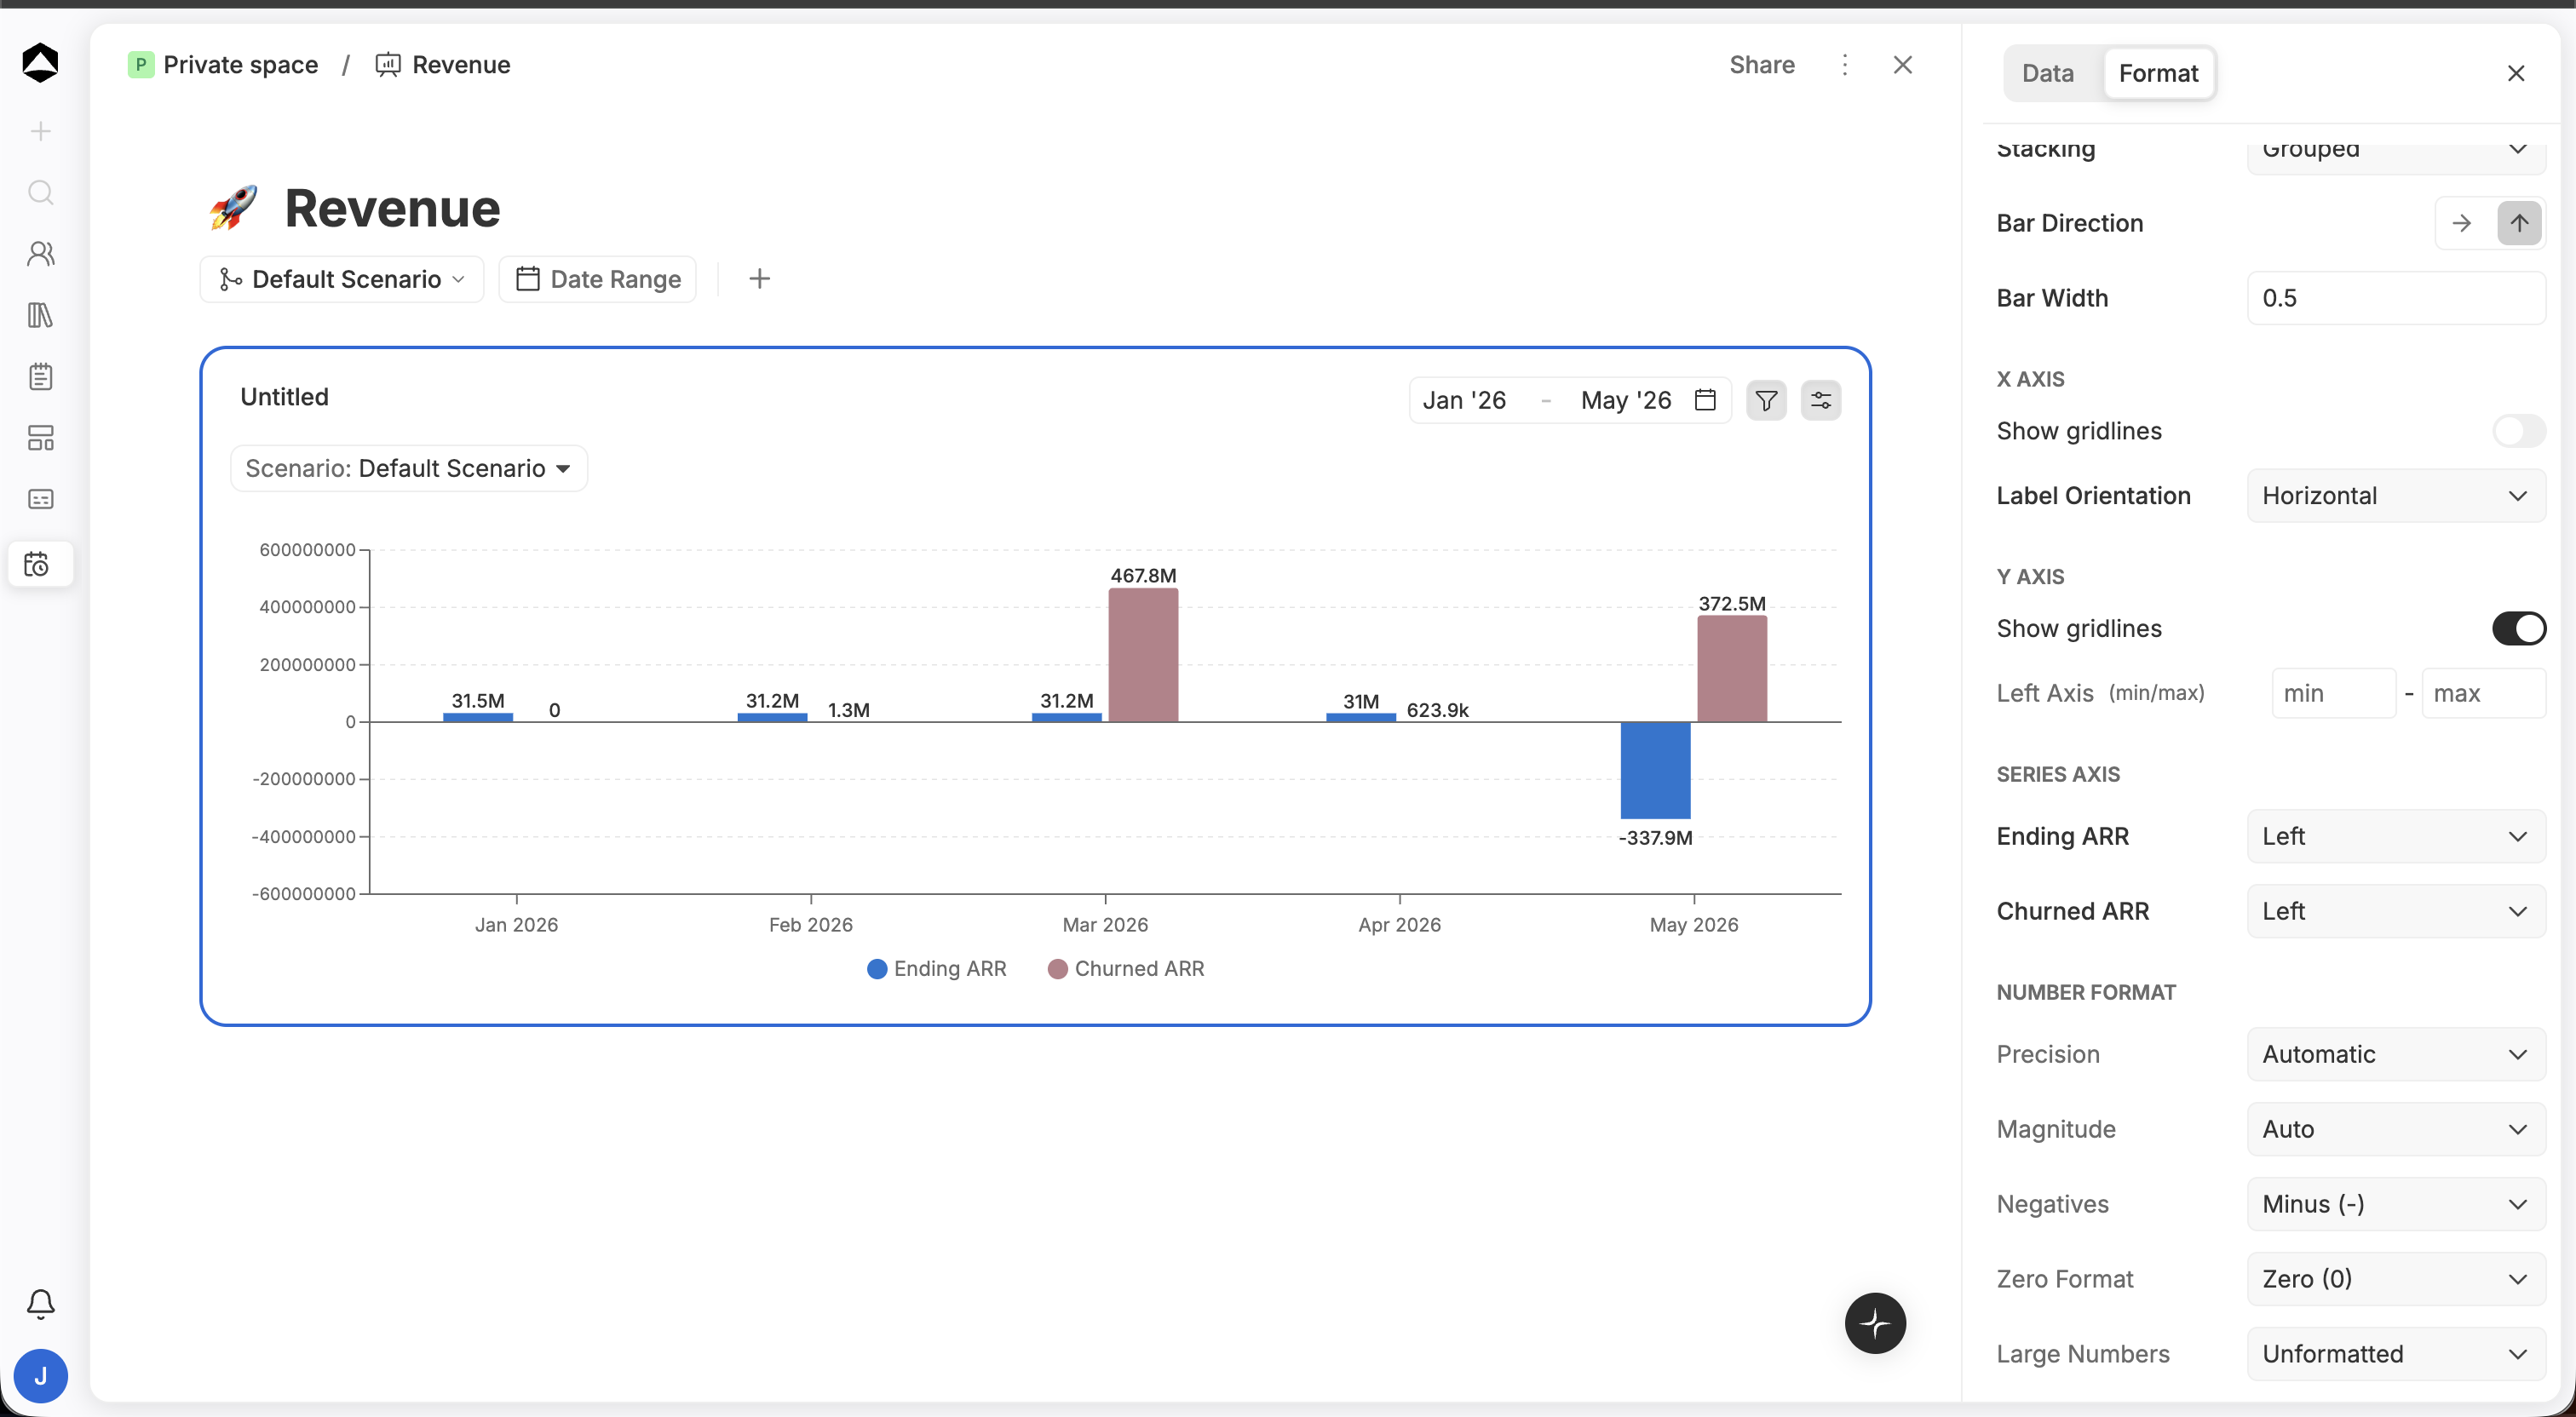 P Private space / Revenue
Share
Data Format
Revenue
Default Scenario
Date Range
Untitled
Jan '26 - May '26
Scenario: Default Scenario
600000000
400000000
200000000
0
-200000000
-400000000
-600000000
31.5M 0
31.2M 1.3M
31.2M 467.8M
31M 623.9k
-337.9M 372.5M
Jan 2026 Feb 2026 Mar 2026 Apr 2026 May 2026
Ending ARR Churned ARR
J
Stacking Grouped
Bar Direction
Bar Width 0.5
X AXIS
Show gridlines
Label Orientation Horizontal
Y AXIS
Show gridlines
Left Axis (min/max) min - max
SERIES AXIS
Ending ARR Left
Churned ARR Left
NUMBER FORMAT
Precision Automatic
Magnitude Auto
Negatives Minus (-)
Zero Format Zero (0)
Large Numbers Unformatted